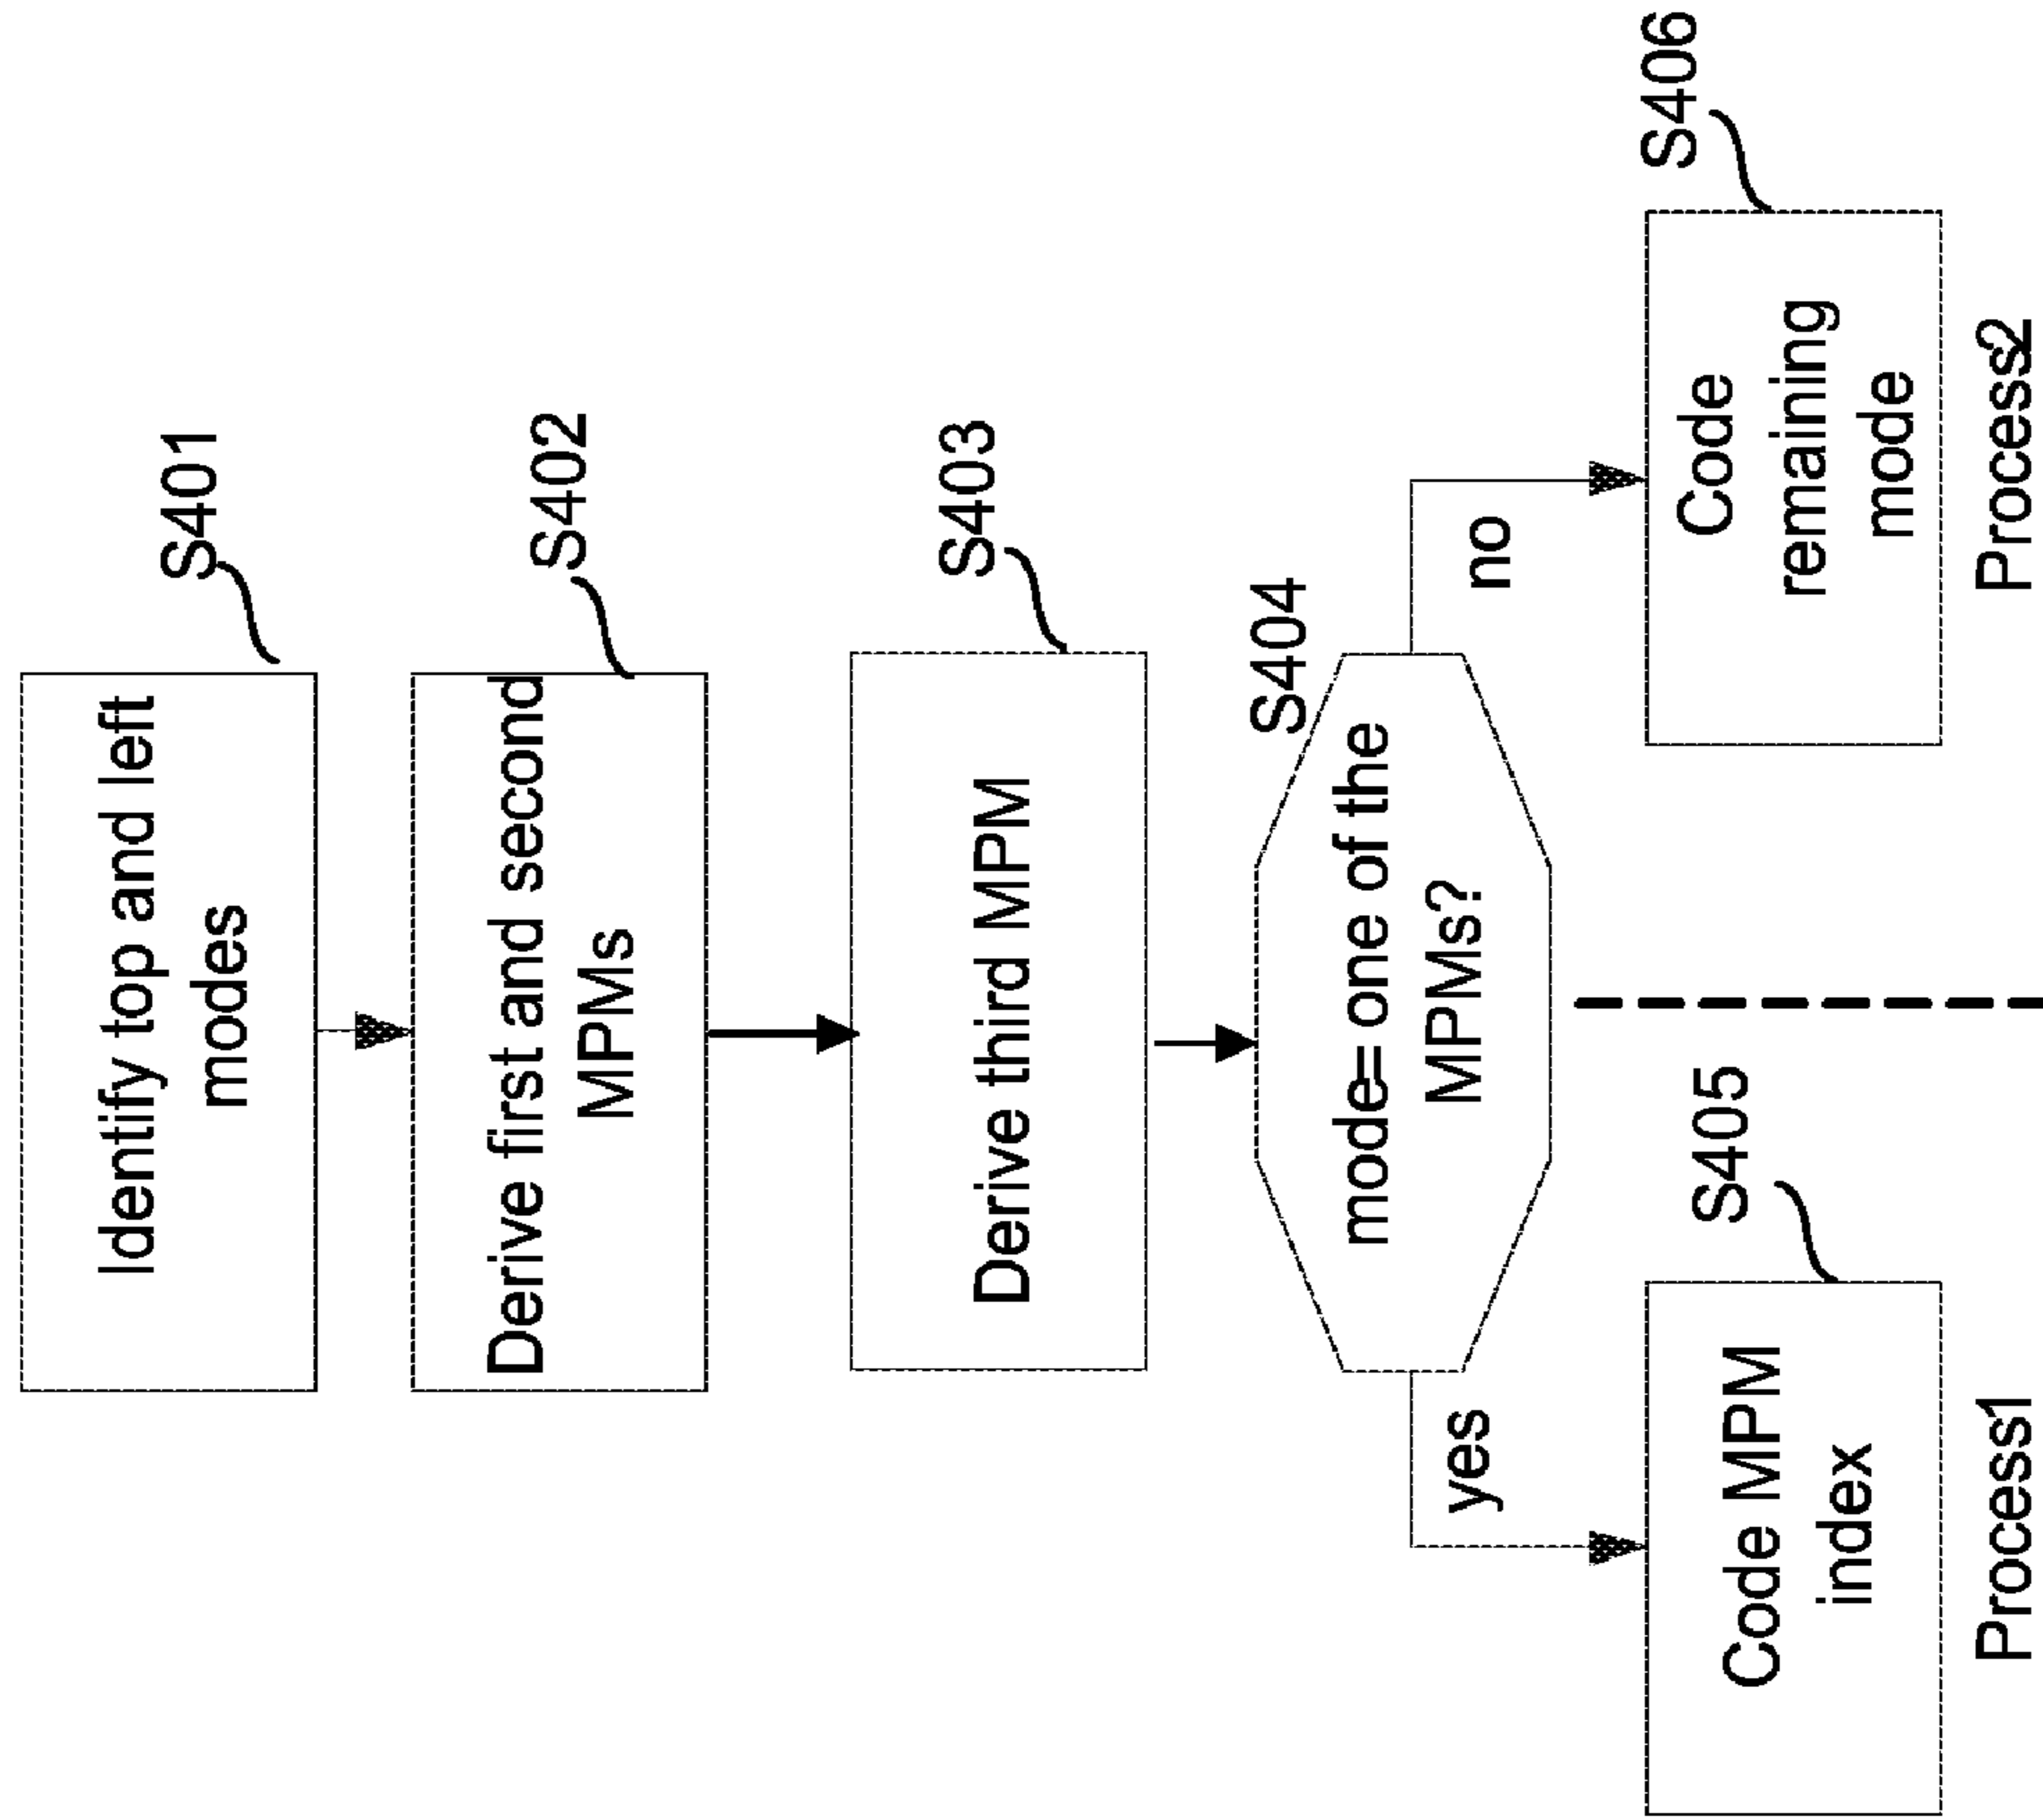 Identify top and left
modes
S401
Derive first and second
MPMs
S402
Derive third MPM
S403
mode= one of the
MPMs?
S404
yes
no
Code MPM
index
S405
Process1
Code
remaining
mode
S406
Process2